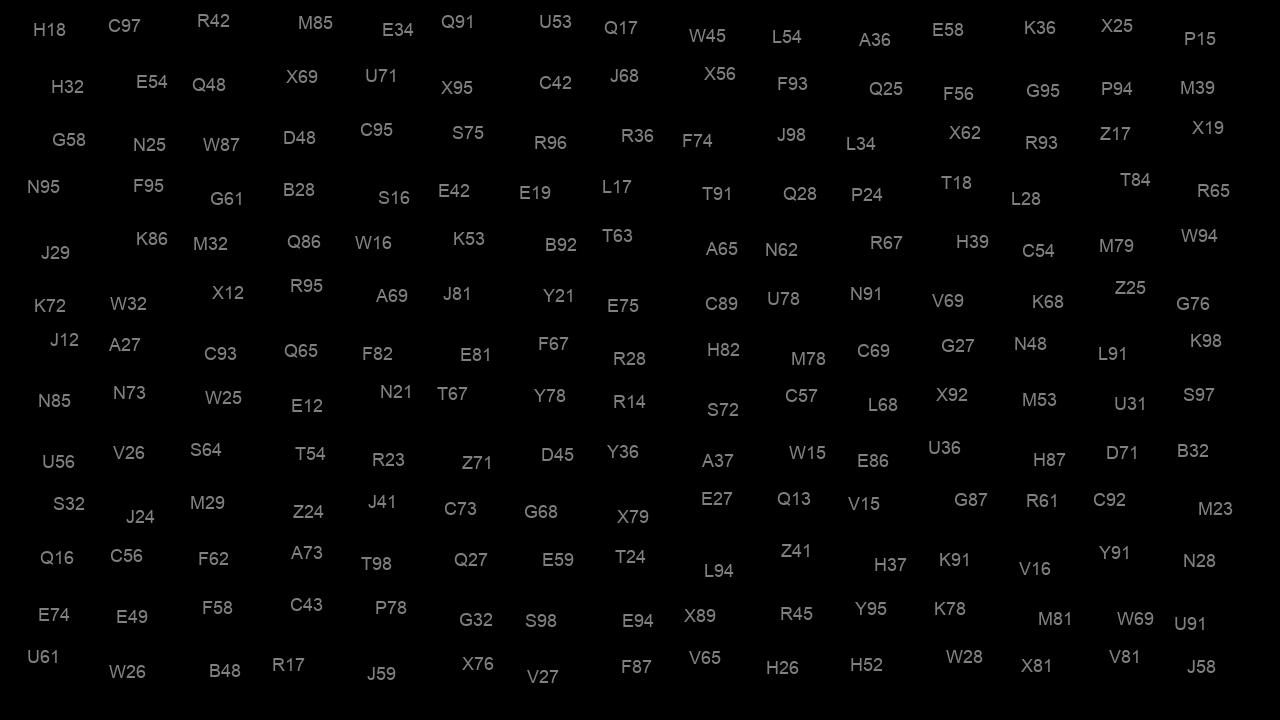 H18 C97 R42 M85 E34 Q91 U53 Q17 W45 L54 A36 E58 K36 X25 P15
H32 E54 Q48 X69 U71 X95 C42 J68 X56 F93 Q25 F56 G95 P94 M39
G58 N25 W87 D48 C95 S75 R96 R36 F74 J98 L34 X62 R93 Z17 X19
N95 F95 G61 B28 S16 E42 E19 L17 T91 Q28 P24 T18 L28 T84 R65
J29 K86 M32 Q86 W16 K53 B92 T63 A65 N62 R67 H39 C54 M79 W94
K72 W32 X12 R95 A69 J81 Y21 E75 C89 U78 N91 V69 K68 Z25 G76
J12 A27 C93 Q65 F82 E81 F67 R28 H82 M78 C69 G27 N48 L91 K98
N85 N73 W25 E12 N21 T67 Y78 R14 S72 C57 L68 X92 M53 U31 S97
U56 V26 S64 T54 R23 Z71 D45 Y36 A37 W15 E86 U36 H87 D71 B32
S32 J24 M29 Z24 J41 C73 G68 X79 E27 Q13 V15 G87 R61 C92 M23
Q16 C56 F62 A73 T98 Q27 E59 T24 L94 Z41 H37 K91 V16 Y91 N28
E74 E49 F58 C43 P78 G32 S98 E94 X89 R45 Y95 K78 M81 W69 U91
U61 W26 B48 R17 J59 X76 V27 F87 V65 H26 H52 W28 X81 V81 J58